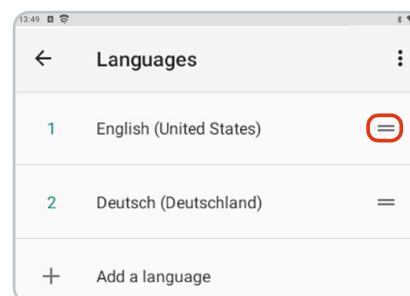 13:49
Languages
1 English (United States)
2 Deutsch (Deutschland)
Add a language